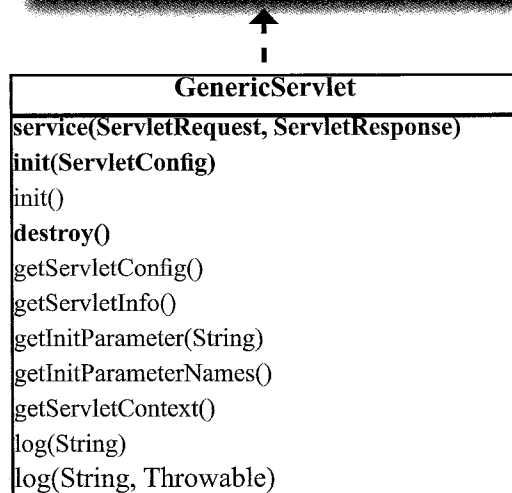 GenericServlet
service(ServletRequest, ServletResponse)
init(ServletConfig)
init()
destroy()
getServletConfig()
getServletInfo()
getInitParameter(String)
getInitParameterNames()
getServletContext()
log(String)
log(String, Throwable)